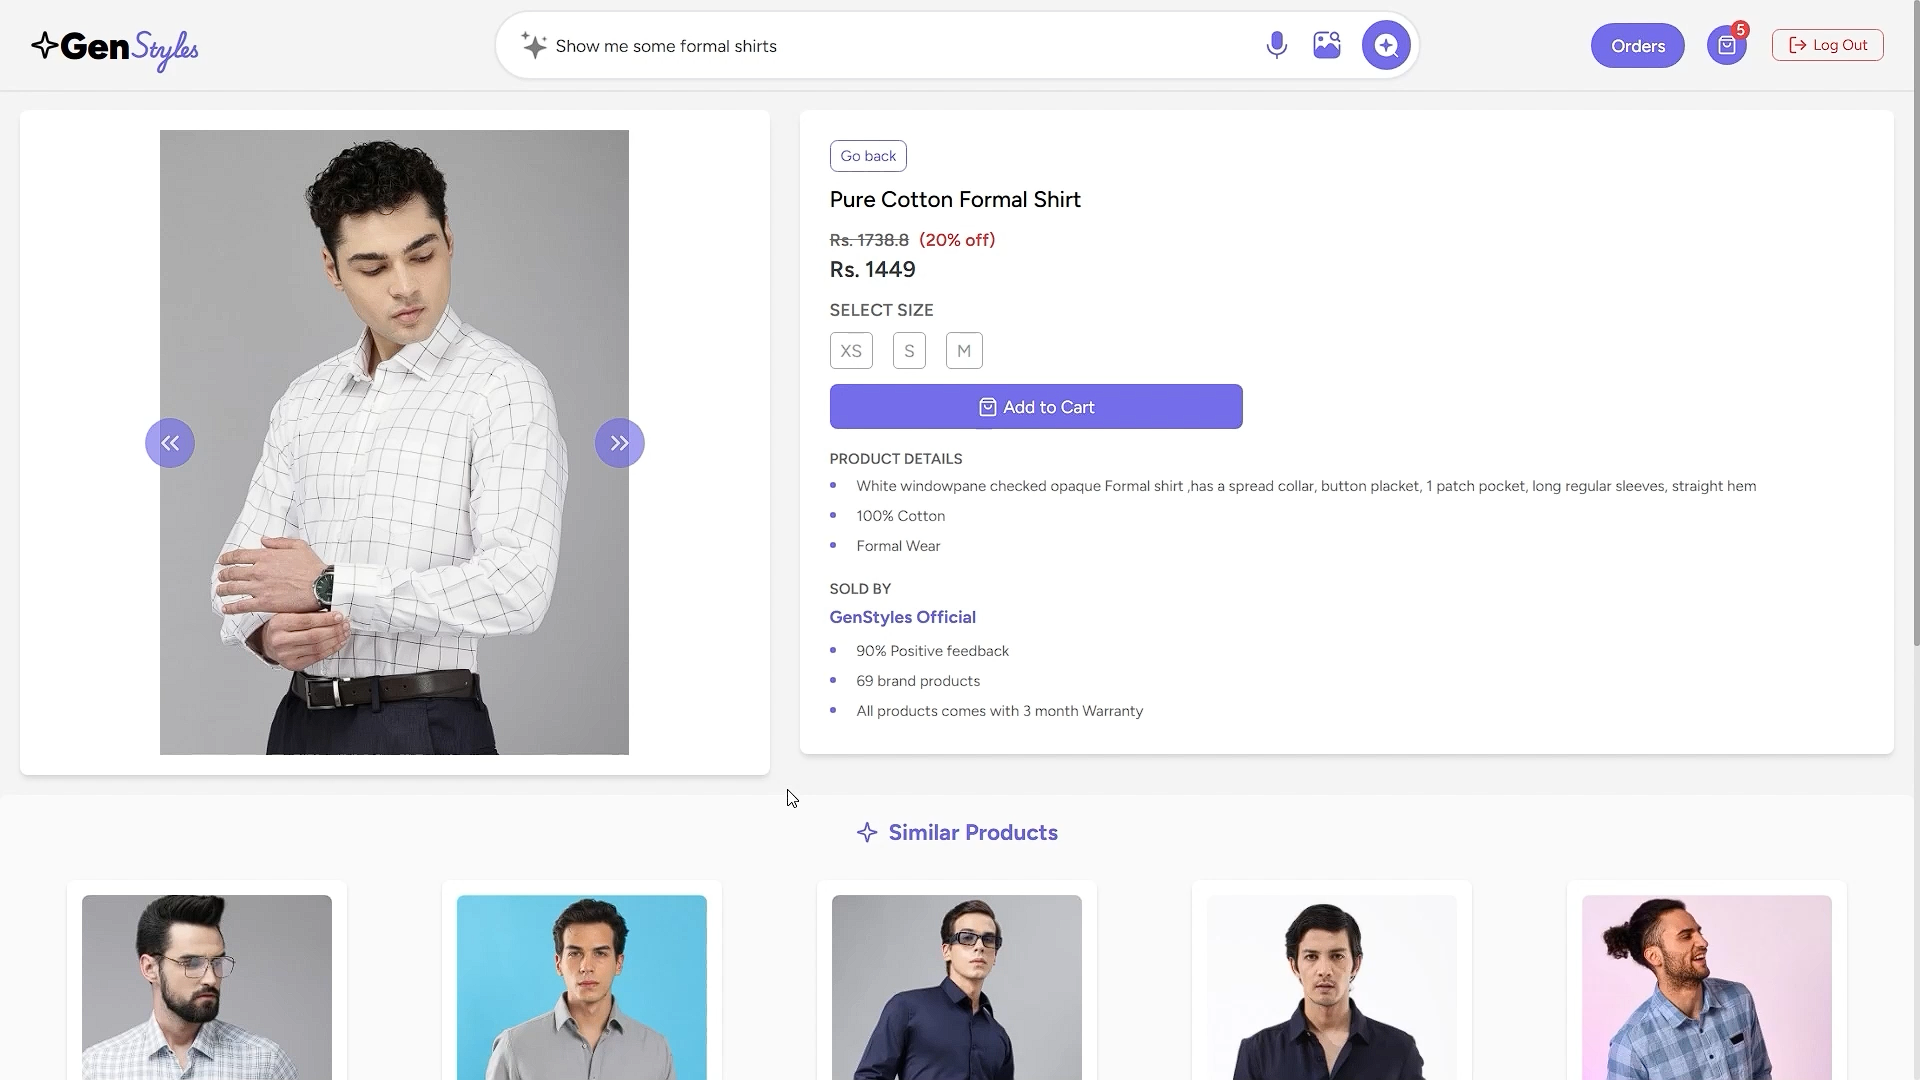 GenStyles
Show me some formal shirts
Orders
5
Log Out
Go back
Pure Cotton Formal Shirt
Rs. 1738.8 (20% off)
Rs. 1449
SELECT SIZE
XS S M
Add to Cart
PRODUCT DETAILS
White windowpane checked opaque Formal shirt ,has a spread collar, button placket, 1 patch pocket, long regular sleeves, straight hem
100% Cotton
Formal Wear
SOLD BY
GenStyles Official
90% Positive feedback
69 brand products
All products comes with 3 month Warranty
Similar Products